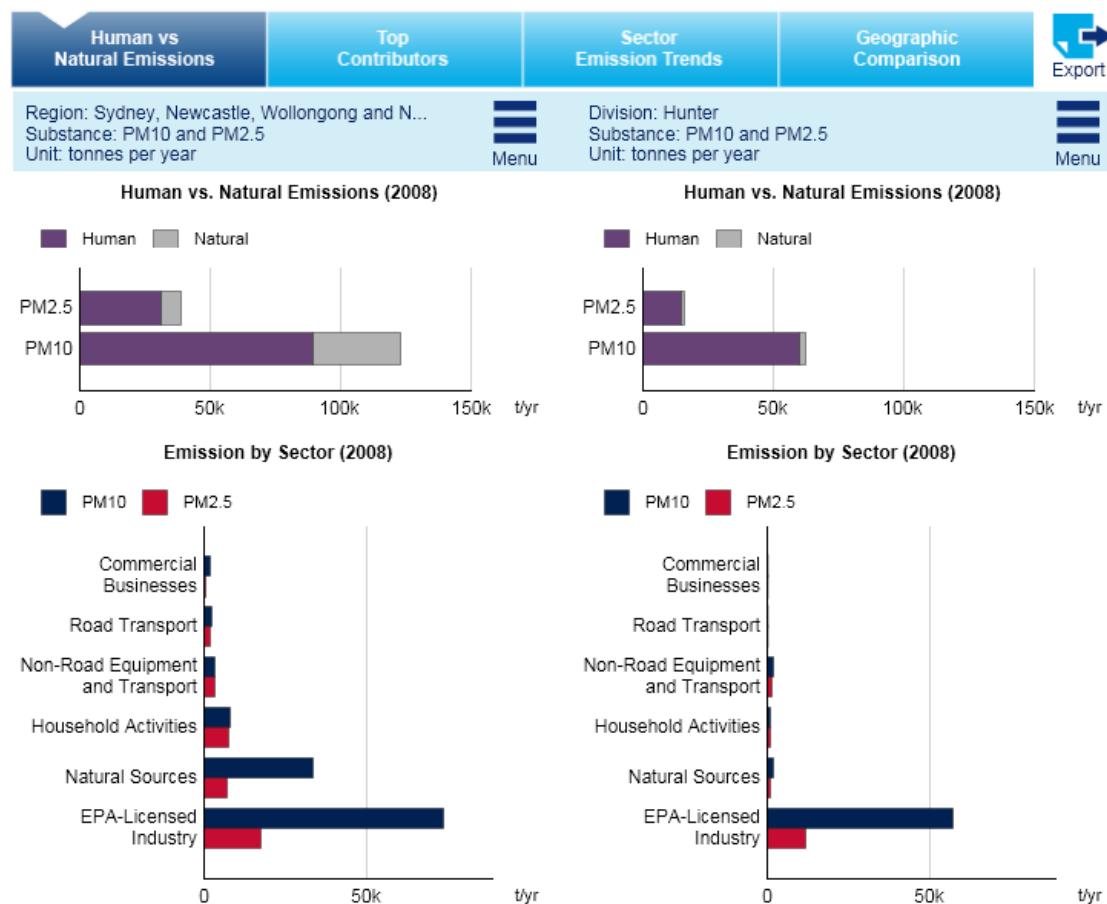 Human vs
Natural Emissions
Top
Contributors
Sector
Emission Trends
Geographic
Comparison
Export
Region: Sydney, Newcastle, Wollongong and N...
Substance: PM10 and PM2.5
Unit: tonnes per year
Menu
Division: Hunter
Substance: PM10 and PM2.5
Unit: tonnes per year
Menu
Human vs. Natural Emissions (2008)
Human Natural
PM2.5
PM10
0 50k 100k 150k t/yr
Human vs. Natural Emissions (2008)
Human Natural
PM2.5
PM10
0 50k 100k 150k t/yr
Emission by Sector (2008)
PM10 PM2.5
Commercial
Businesses
Road Transport
Non-Road Equipment
and Transport
Household Activities
Natural Sources
EPA-Licensed
Industry
0 50k t/yr
Emission by Sector (2008)
PM10 PM2.5
Commercial
Businesses
Road Transport
Non-Road Equipment
and Transport
Household Activities
Natural Sources
EPA-Licensed
Industry
0 50k t/yr